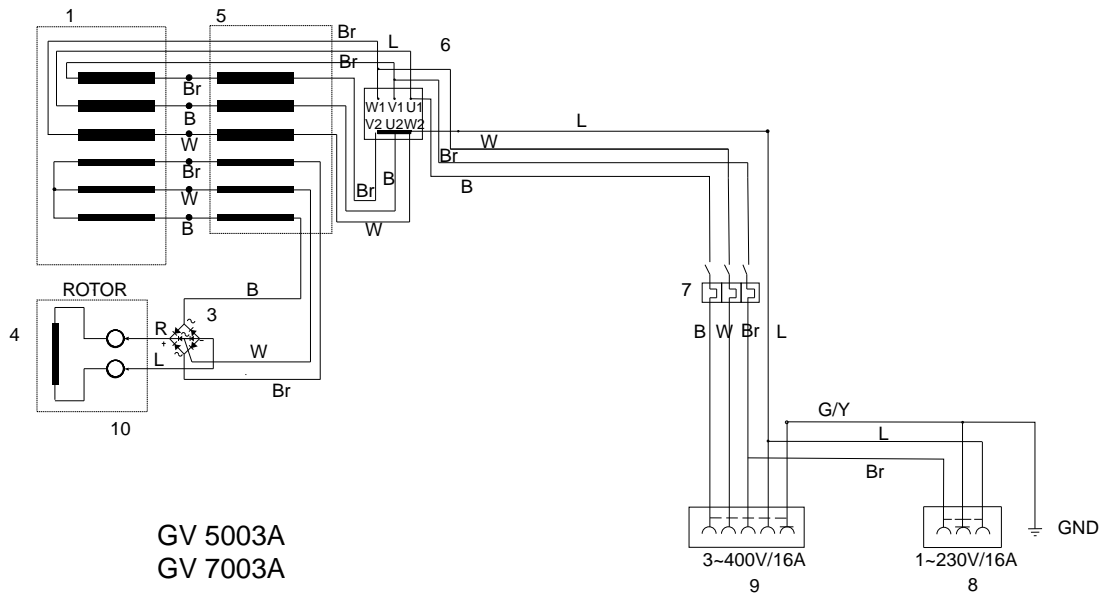 1
5
Br
L
6
Br
Br
B
W
Br
W
B
W1 V1 U1
V2 U2 W2
L
W
Br
B
Br
B
W
ROTOR
4
R
+
-
~
~
~
3
B
W
L
Br
10
7
B W Br L
G/Y
L
Br
GND
3~400V/16A
1~230V/16A
9
8
GV 5003A
GV 7003A